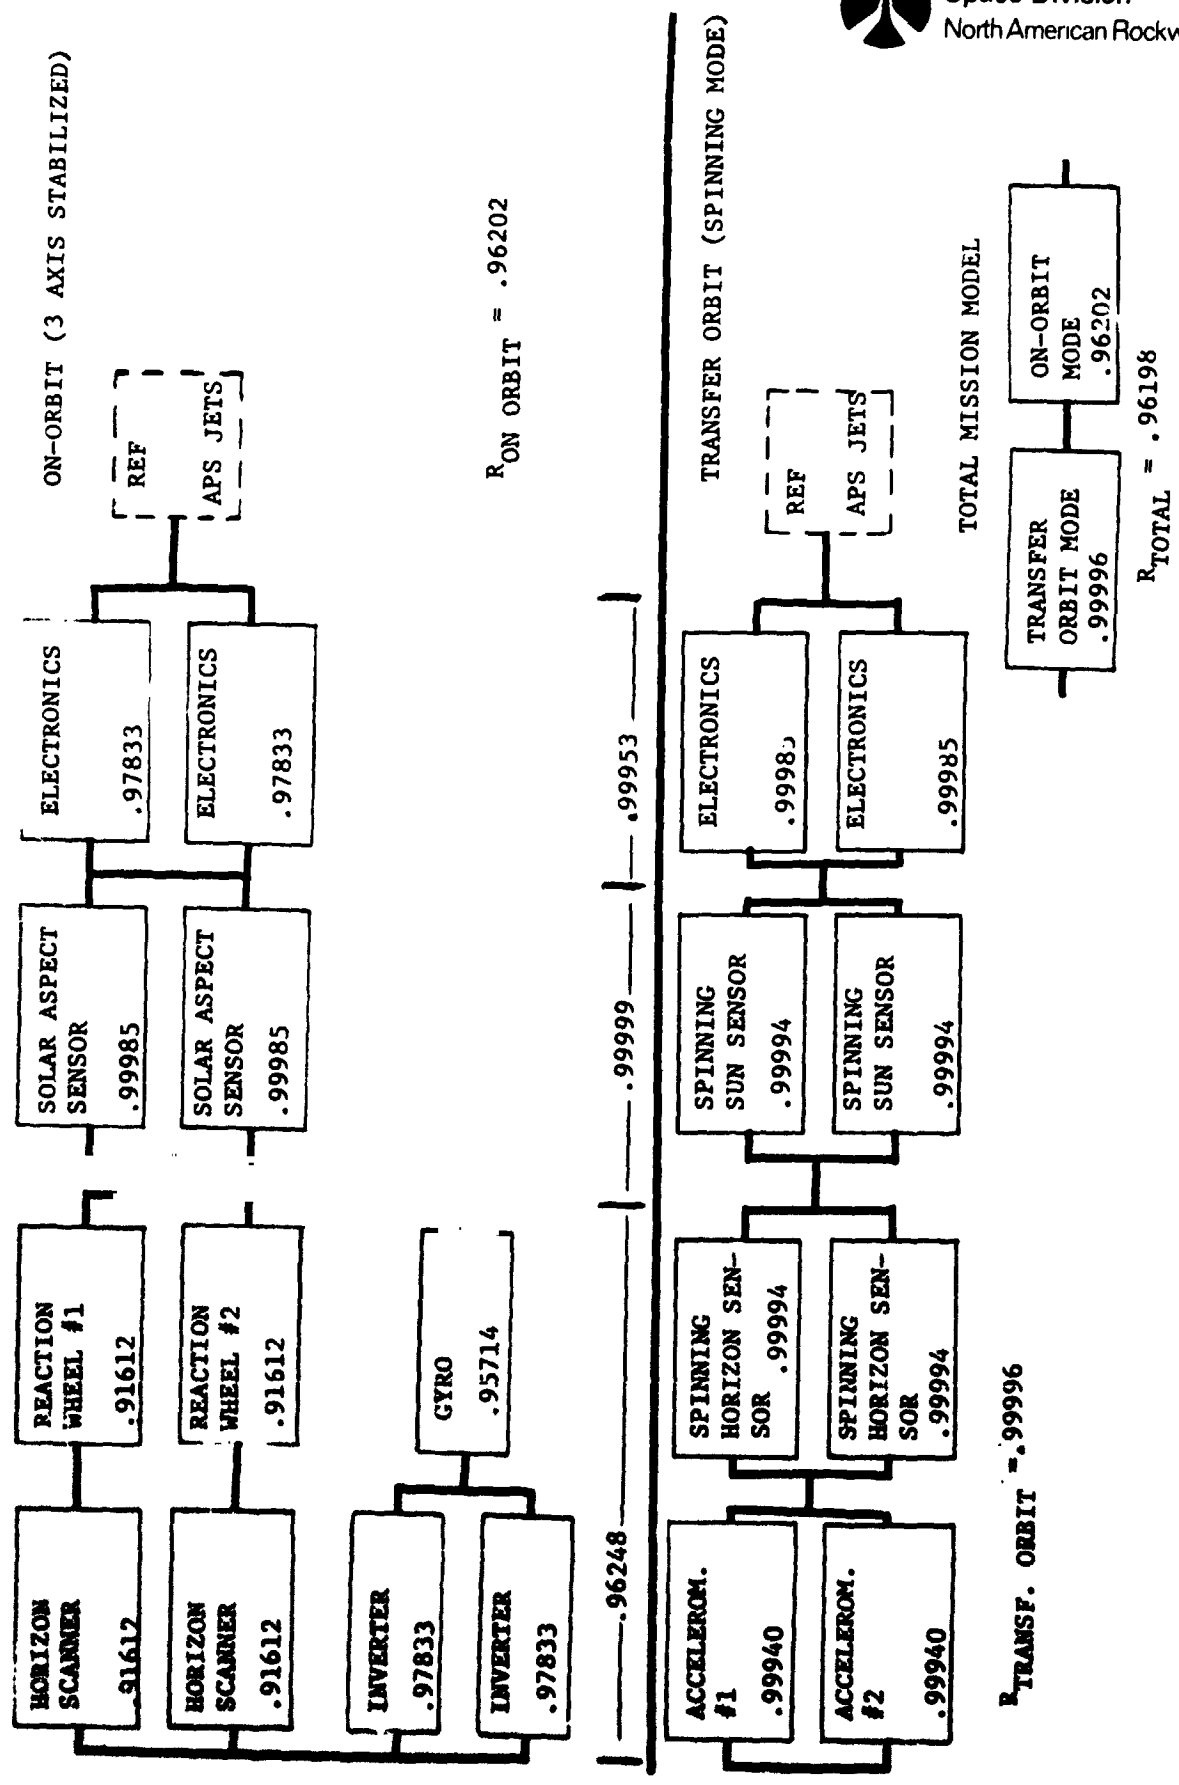 Space Division
North American Rockw
ON-ORBIT (3 AXIS STABILIZED)
HORIZON
SCANNER
.91612
REACTION
WHEEL #1
.91612
SOLAR ASPECT
SENSOR
.99985
ELECTRONICS
.97833
REF
APS JETS
HORIZON
SCANNER
.91612
REACTION
WHEEL #2
.91612
SOLAR ASPECT
SENSOR
.99985
ELECTRONICS
.97833
INVERTER
.97833
INVERTER
.97833
GYRO
.95714
R ON ORBIT = .96202
.96248
.99999
.99953
TRANSFER ORBIT (SPINNING MODE)
ACCELEROM.
#1
.99940
SPINNING
HORIZON SEN-
SOR .99994
SPINNING
SUN SENSOR
.99994
ELECTRONICS
.99985
REF
APS JETS
ACCELEROM.
#2
.99940
SPINNING
HORIZON SEN-
SOR
.99994
SPINNING
SUN SENSOR
.99994
ELECTRONICS
.99985
R TRANSF. ORBIT = .99996
TOTAL MISSION MODEL
TRANSFER
ORBIT MODE
.99996
ON-ORBIT
MODE
.96202
R TOTAL = .96198